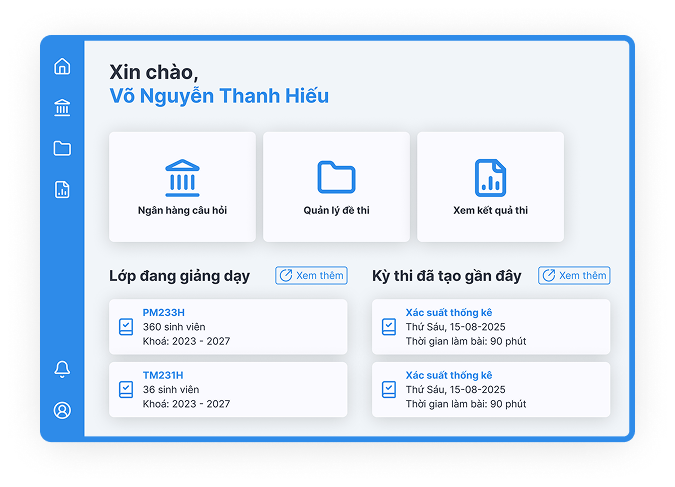 Xin chào,
Võ Nguyễn Thanh Hiếu
Ngân hàng câu hỏi
Quản lý đề thi
Xem kết quả thi
Lớp đang giảng dạy
Xem thêm
PM233H
360 sinh viên
Khoá: 2023 - 2027
TM231H
36 sinh viên
Khoá: 2023 - 2027
Kỳ thi đã tạo gần đây
Xem thêm
Xác suất thống kê
Thứ Sáu, 15-08-2025
Thời gian làm bài: 90 phút
Xác suất thống kê
Thứ Sáu, 15-08-2025
Thời gian làm bài: 90 phút